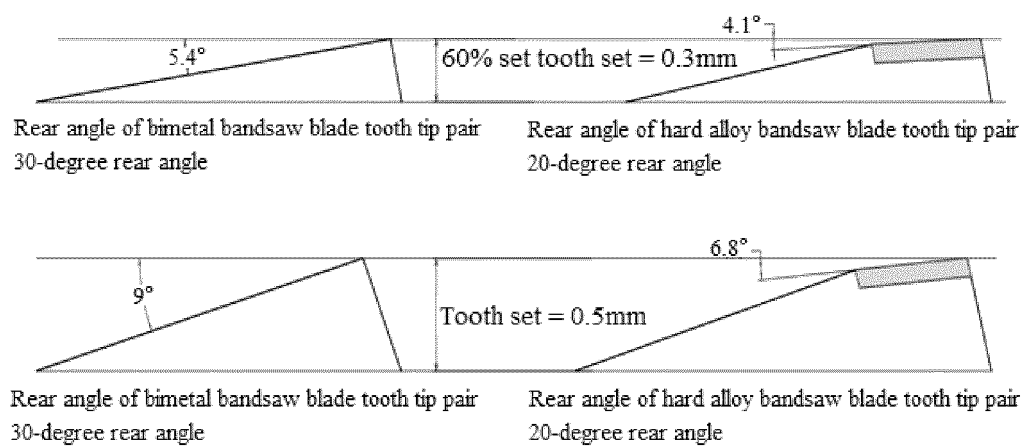 4.1°
5.4°
60% set tooth set = 0.3mm
Rear angle of bimetal bandsaw blade tooth tip pair
30-degree rear angle
Rear angle of hard alloy bandsaw blade tooth tip pair
20-degree rear angle
6.8°
9°
Tooth set = 0.5mm
Rear angle of bimetal bandsaw blade tooth tip pair
30-degree rear angle
Rear angle of hard alloy bandsaw blade tooth tip pair
20-degree rear angle